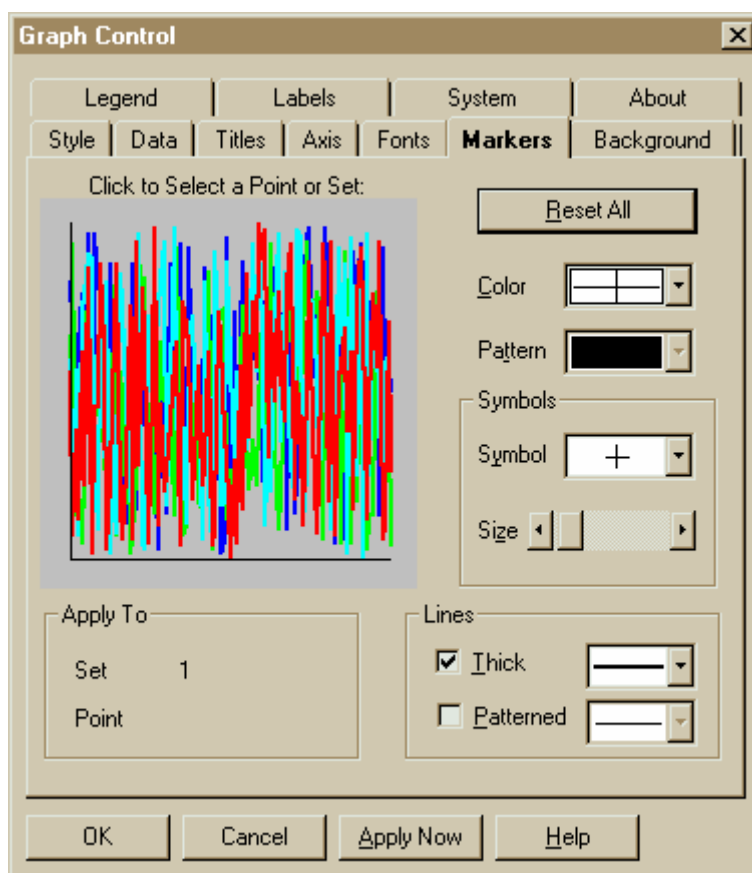 Graph Control
Legend Labels System About
Style Data Titles Axis Fonts Markers Background
Click to Select a Point or Set:
Reset All
Color
Pattern
Symbols
Symbol
Size
Apply To
Set 1
Point
Lines
Thick
Patterned
OK Cancel Apply Now Help